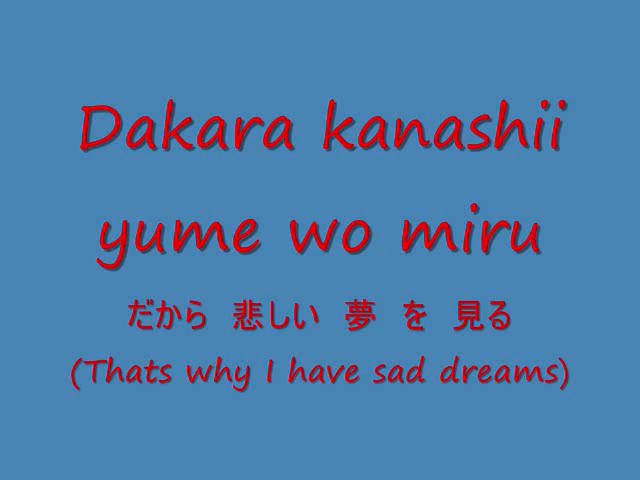 Dakara kanashii
yume wo miru
だから 悲しい 夢 を 見る
(Thats why I have sad dreams)